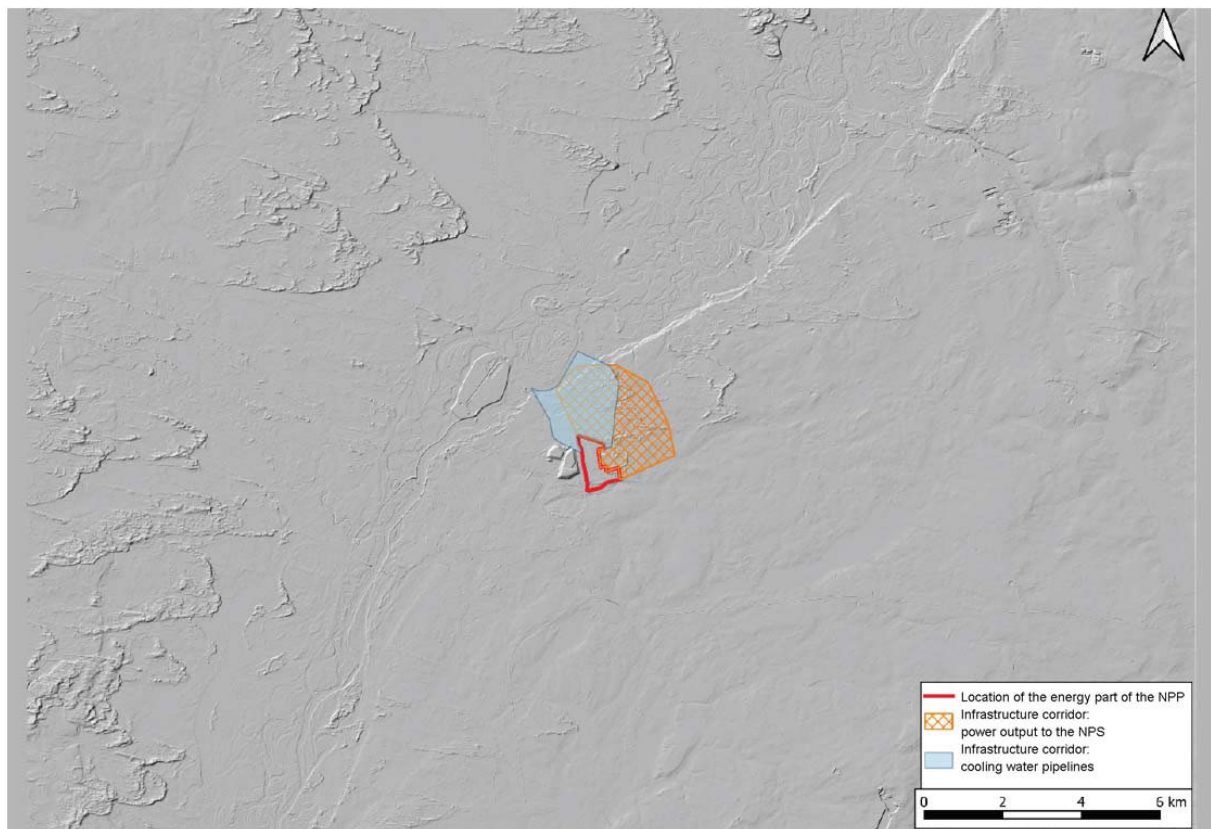 Location of the energy part of the NPP
Infrastructure corridor:
power output to the NPS
Infrastructure corridor:
cooling water pipelines
0 2 4 6 km